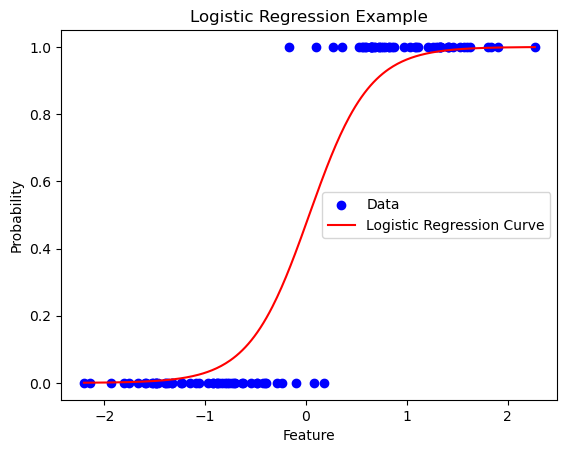 Logistic Regression Example
Probability
1.0
0.8
0.6
0.4
0.2
0.0
Data
Logistic Regression Curve
−2
−1
0
1
2
Feature